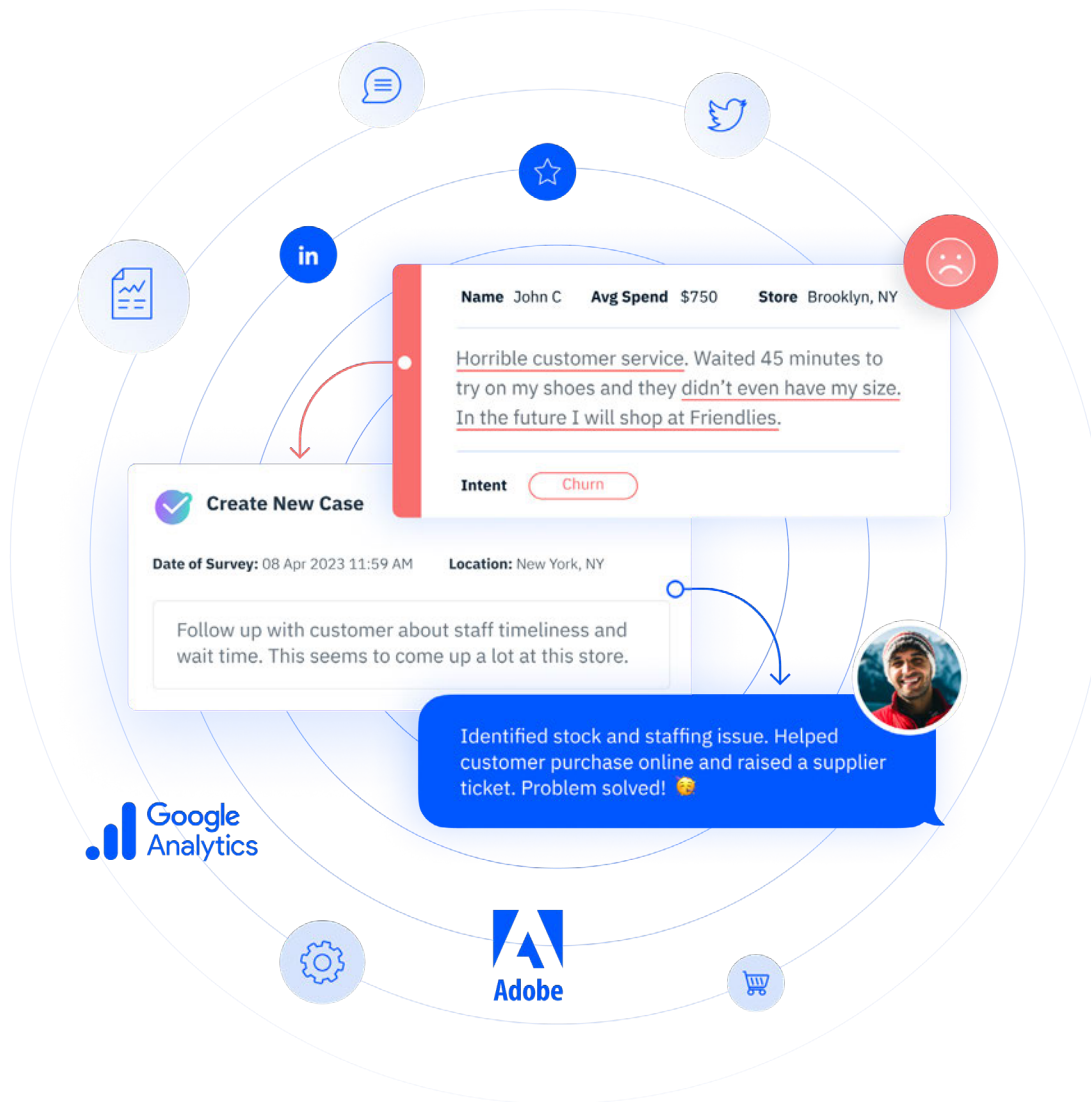 in
Name John C Avg Spend $750 Store Brooklyn, NY
Horrible customer service. Waited 45 minutes to
try on my shoes and they didn’t even have my size.
In the future I will shop at Friendlies.
Intent Churn
Create New Case
Date of Survey: 08 Apr 2023 11:59 AM Location: New York, NY
Follow up with customer about staff timeliness and
wait time. This seems to come up a lot at this store.
Identified stock and staffing issue. Helped
customer purchase online and raised a supplier
ticket. Problem solved! 🥳
Google
Analytics
Adobe